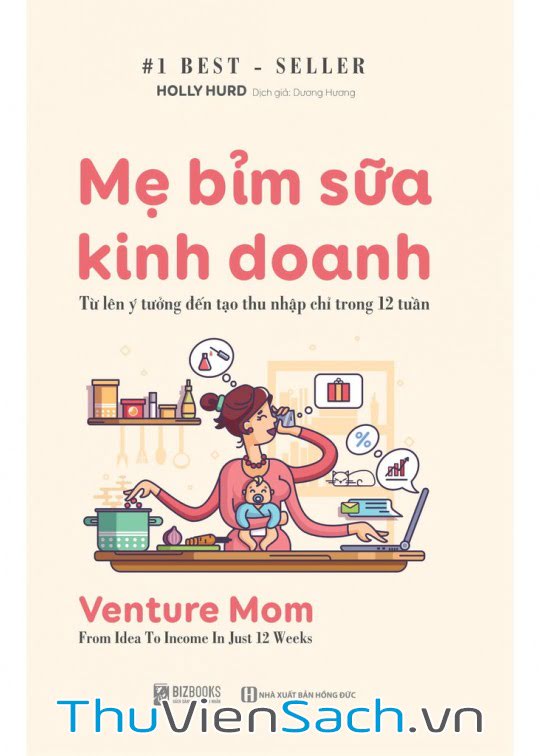 #1 BEST - SELLER
HOLLY HURD Dịch giả: Dương Hương
Mẹ bỉm sữa
kinh doanh
Từ lên ý tưởng đến tạo thu nhập chỉ trong 12 tuần
%
Venture Mom
From Idea To Income In Just 12 Weeks
BIZBOOKS
NHÀ XUẤT BẢN HỒNG ĐỨC
ThuVienSach.vn